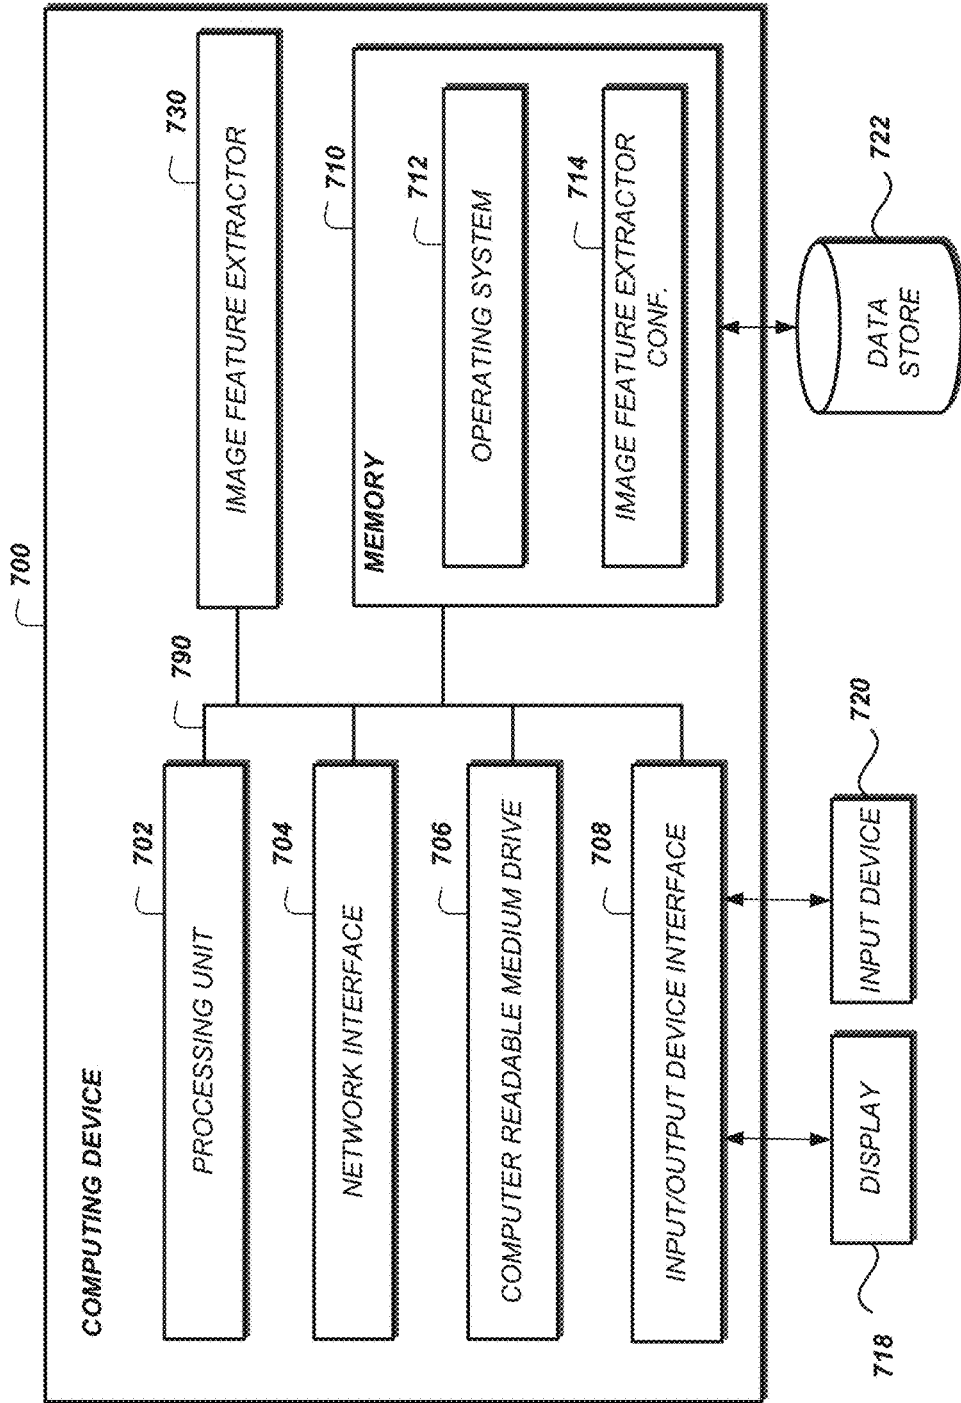 700
COMPUTING DEVICE
702
PROCESSING UNIT
790
730
IMAGE FEATURE EXTRACTOR
704
NETWORK INTERFACE
710
MEMORY
706
COMPUTER READABLE MEDIUM DRIVE
712
OPERATING SYSTEM
708
INPUT/OUTPUT DEVICE INTERFACE
714
IMAGE FEATURE EXTRACTOR
CONF.
718
DISPLAY
INPUT DEVICE
720
DATA
STORE
722